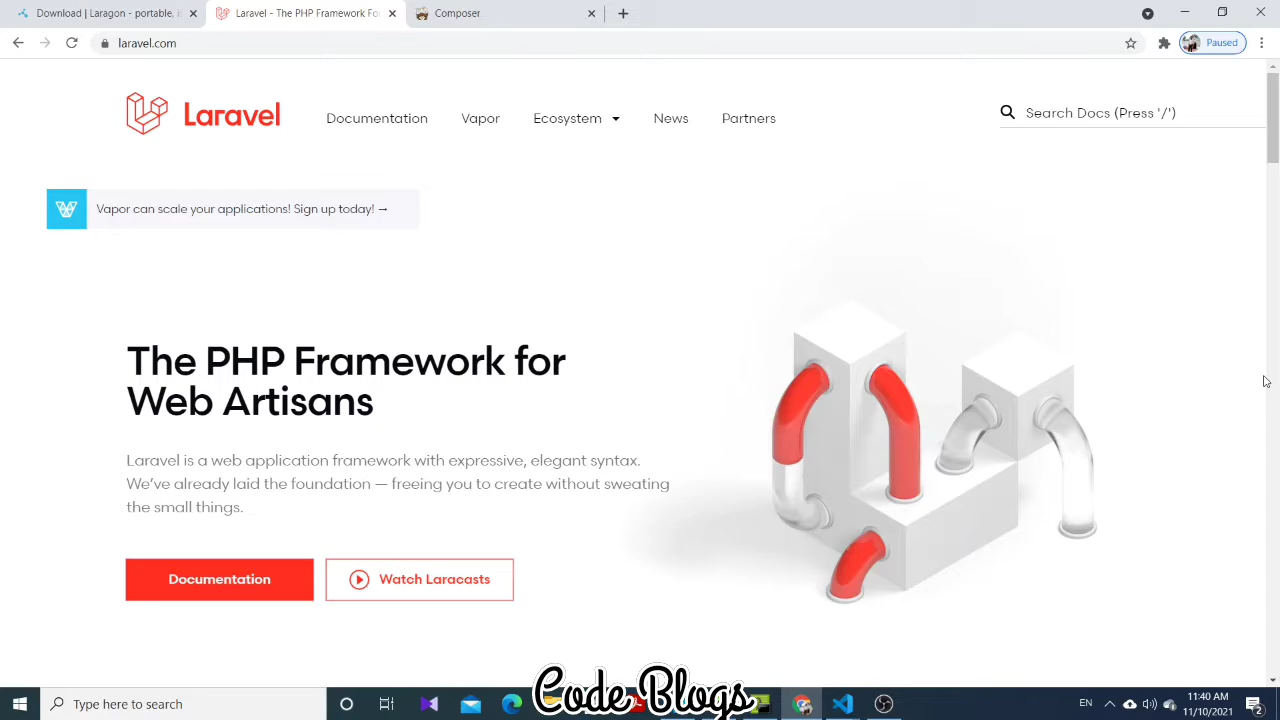 Download | Laragon - portable, i
Laravel - The PHP Framework Fo
Composer
laravel.com
Paused
Laravel
Documentation
Vapor
Ecosystem
News
Partners
Search Docs (Press '/')
Vapor can scale your applications! Sign up today! →
The PHP Framework for
Web Artisans
Laravel is a web application framework with expressive, elegant syntax.
We've already laid the foundation — freeing you to create without sweating
the small things.
Documentation
Watch Laracasts
Code Blogs
Type here to search
EN
11:40 AM
11/10/2021
2